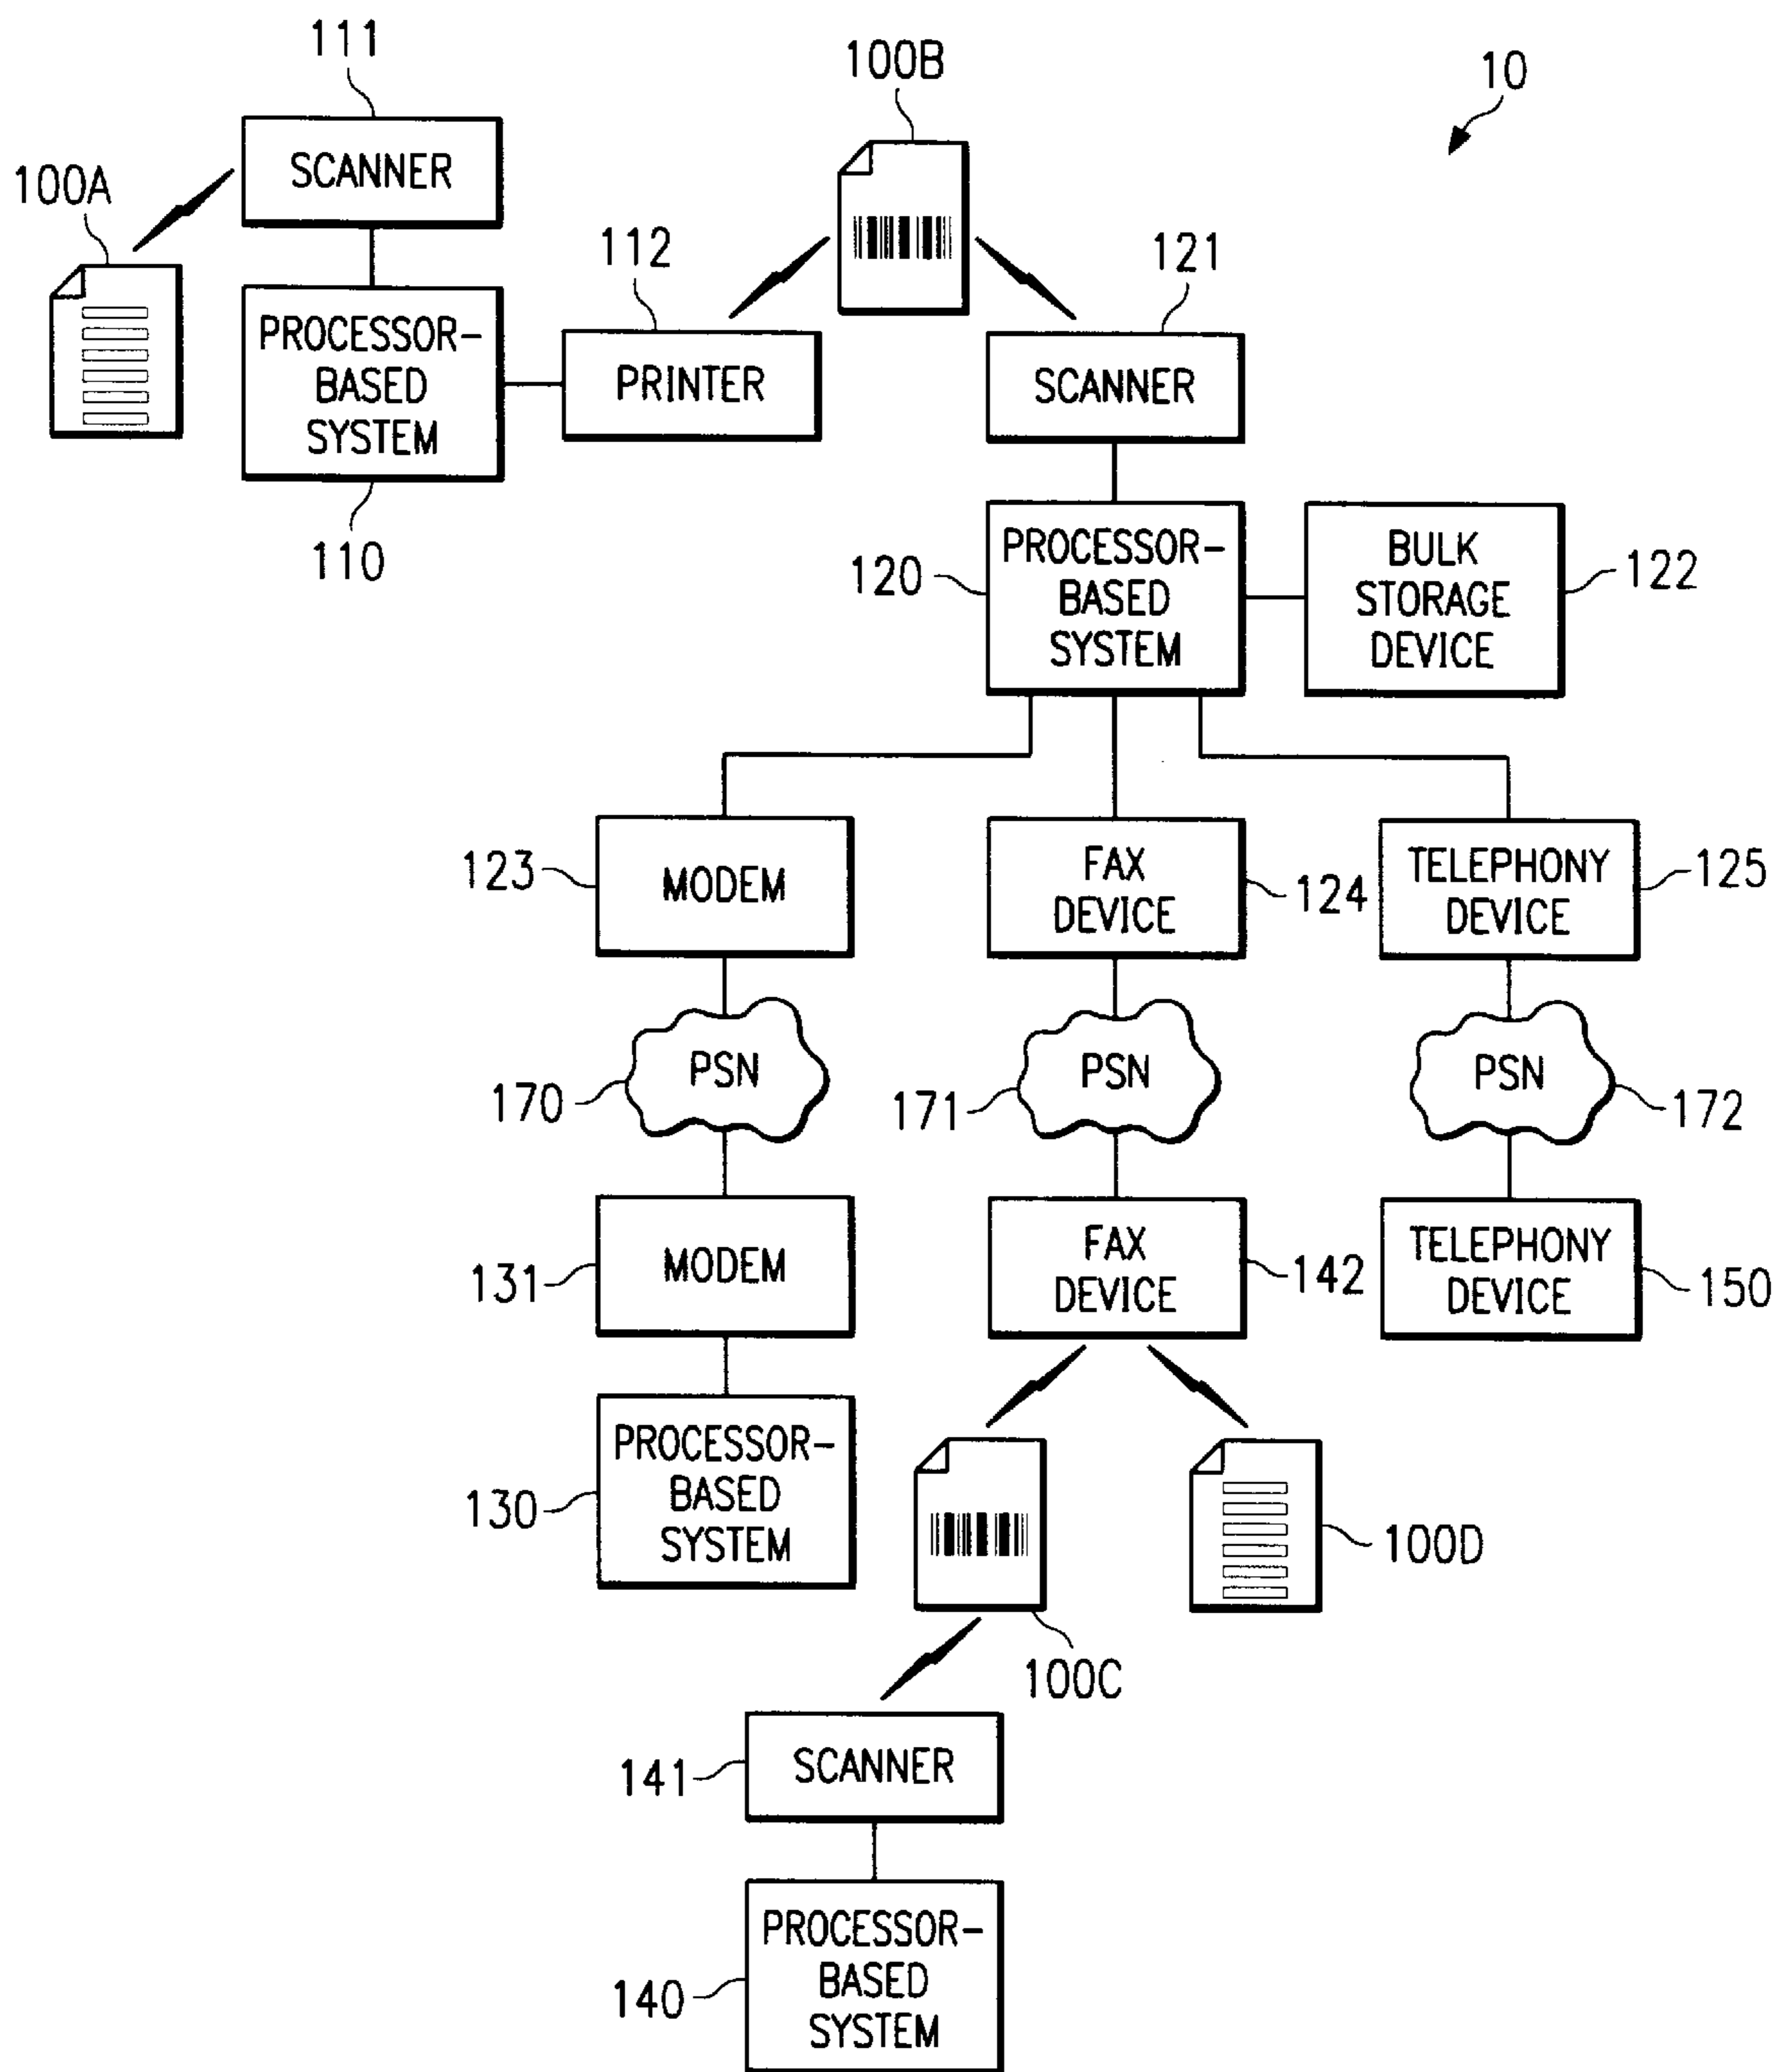 111
100B
10
SCANNER
100A
112
121
PROCESSOR-
BASED
SYSTEM
PRINTER
SCANNER
110
PROCESSOR-
BASED
SYSTEM
120
BULK
STORAGE
DEVICE
122
123
MODEM
FAX
DEVICE
124
TELEPHONY
DEVICE
125
PSN
170
PSN
171
PSN
172
MODEM
131
FAX
DEVICE
142
TELEPHONY
DEVICE
150
PROCESSOR-
BASED
SYSTEM
130
100D
100C
SCANNER
141
PROCESSOR-
BASED
SYSTEM
140